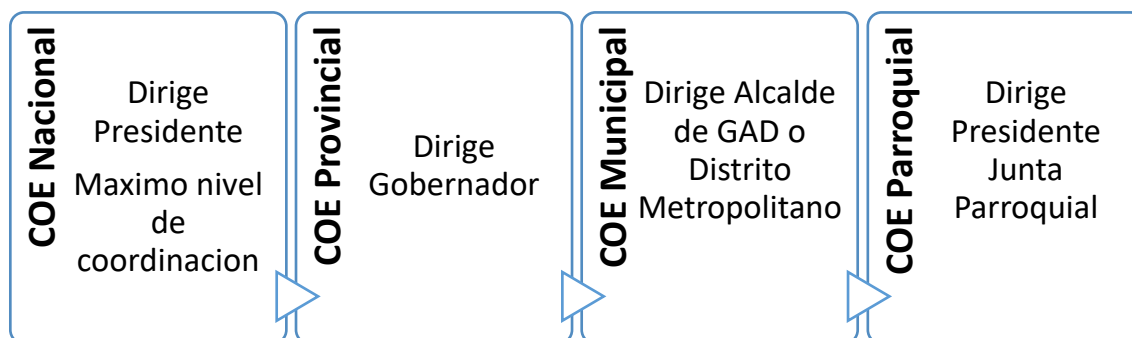 COE Nacional
Dirige
Presidente
Maximo nivel
de
coordinacion
COE Provincial
Dirige
Gobernador
COE Municipal
Dirige Alcalde
de GAD o
Distrito
Metropolitano
COE Parroquial
Dirige
Presidente
Junta
Parroquial